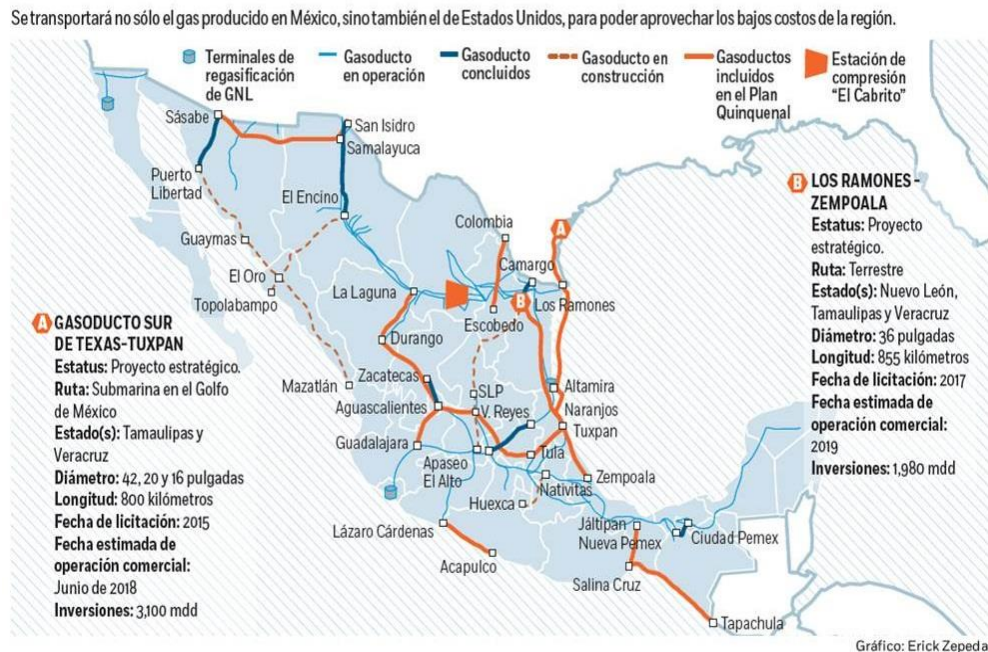 Se transportará no sólo el gas producido en México, sino también el de Estados Unidos, para poder aprovechar los bajos costos de la región.
Terminales de
regasificación
de GNL
Gasoducto
en operación
Gasoducto
concluidos
Gasoducto en
construcción
Gasoductos
incluidos
en el Plan
Quinquenal
Estación de
compresión
"El Cabrito"
Sásabe
San Isidro
Samalayuca
Puerto
Libertad
El Encino
Guaymas
El Oro
Topolabampo
Colombia
A
Camargo
La Laguna
B
Los Ramones
Escobedo
Durango
Mazatlán
Zacatecas
SLP
Altamira
Aguascalientes
V. Reyes
Naranjos
Tuxpan
Guadalajara
Apaseo
El Alto
Tula
Zempoala
Nativitas
Huexca
Lázaro Cárdenas
Jáltipan
Nueva Pemex
Ciudad Pemex
Acapulco
Salina Cruz
Tapachula
A GASODUCTO SUR
DE TEXAS-TUXPAN
Estatus: Proyecto estratégico.
Ruta: Submarina en el Golfo
de México
Estado(s): Tamaulipas y
Veracruz
Diámetro: 42, 20 y 16 pulgadas
Longitud: 800 kilómetros
Fecha de licitación: 2015
Fecha estimada de
operación comercial:
Junio de 2018
Inversiones: 3,100 mdd
B LOS RAMONES -
ZEMPOALA
Estatus: Proyecto
estratégico.
Ruta: Terrestre
Estado(s): Nuevo León,
Tamaulipas y Veracruz
Diámetro: 36 pulgadas
Longitud: 855 kilómetros
Fecha de licitación: 2017
Fecha estimada de
operación comercial:
2019
Inversiones: 1,980 mdd
Gráfico: Erick Zepeda